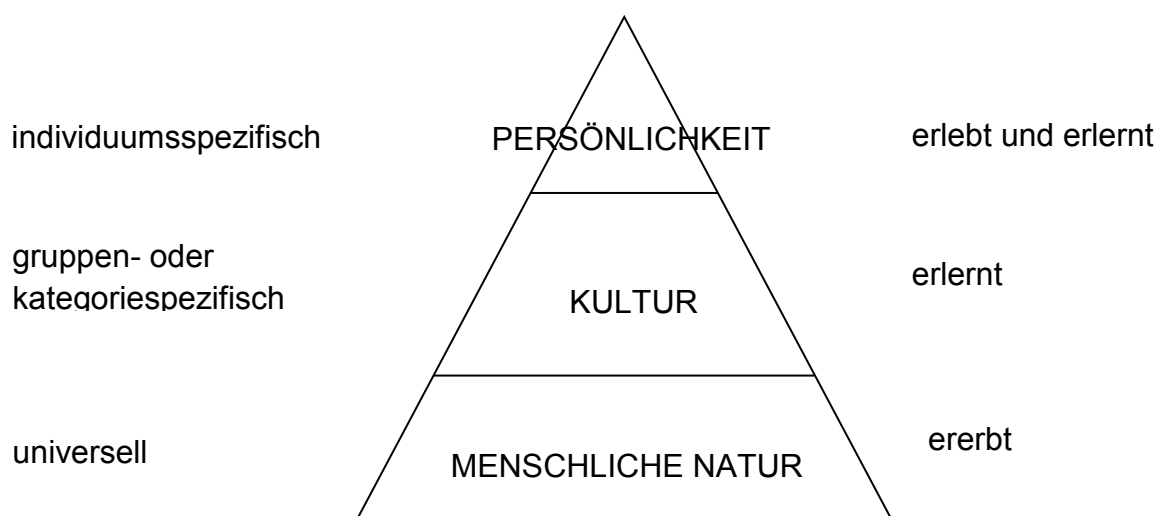 individuumsspezifisch
PERSÖNLICHKEIT
erlebt und erlernt
gruppen- oder
kategoriespezifisch
KULTUR
erlernt
universell
MENSCHLICHE NATUR
ererbt